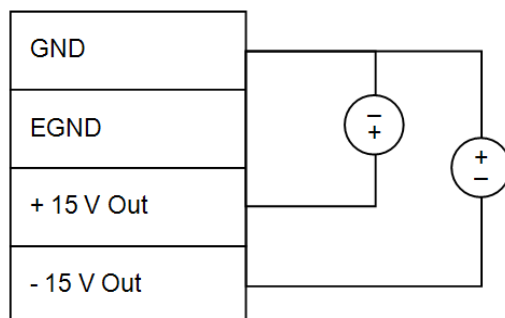 GND
EGND
+ 15 V Out
- 15 V Out
−
+
+
−